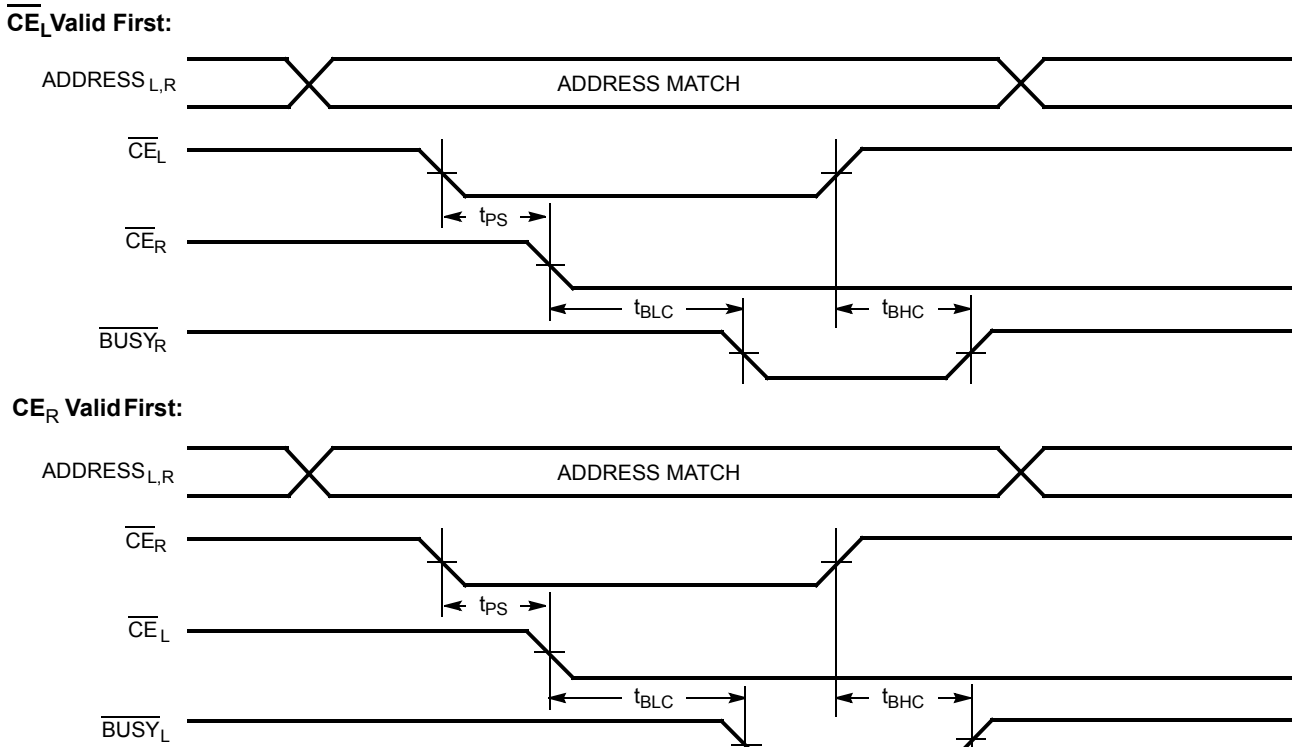 CE_L Valid First:
ADDRESS_L,R
ADDRESS MATCH
CE_L
t_PS
CE_R
t_BLC
t_BHC
BUSY_R
CE_R Valid First:
ADDRESS_L,R
ADDRESS MATCH
CE_R
t_PS
CE_L
t_BLC
t_BHC
BUSY_L